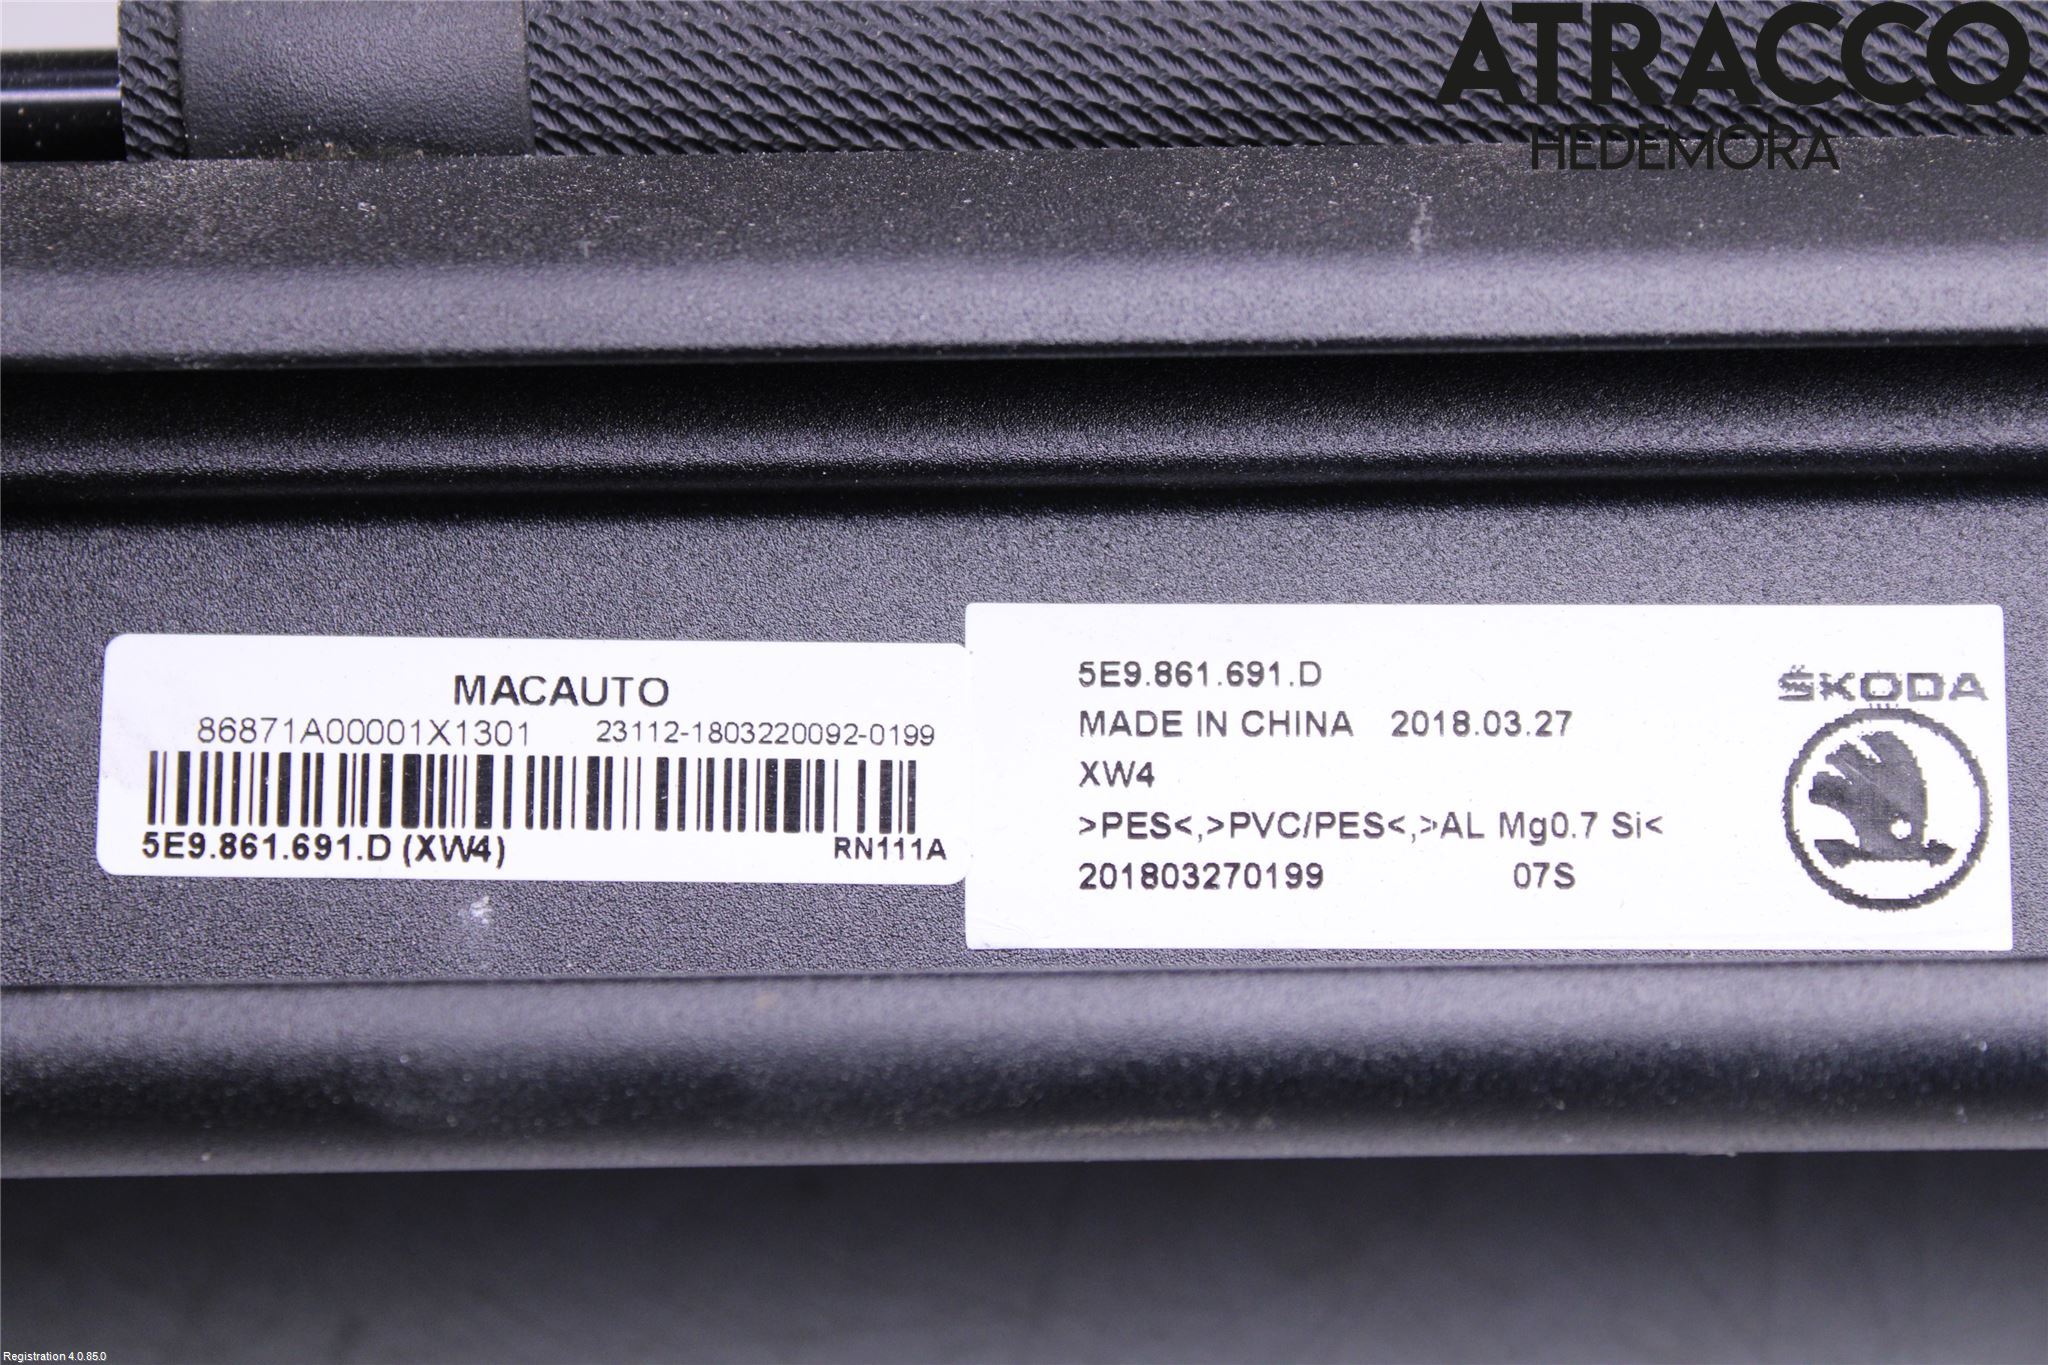 ATRACCO
HEDEMORA
MACAUTO
86871A00001X1301 23112-1803220092-0199
5E9.861.691.D (XW4) RN111A
5E9.861.691.D
MADE IN CHINA 2018.03.27
XW4
>PES<,>PVC/PES<,>AL Mg0.7 Si<
201803270199 07S
ŠKODA
Registration 4.0.85.0